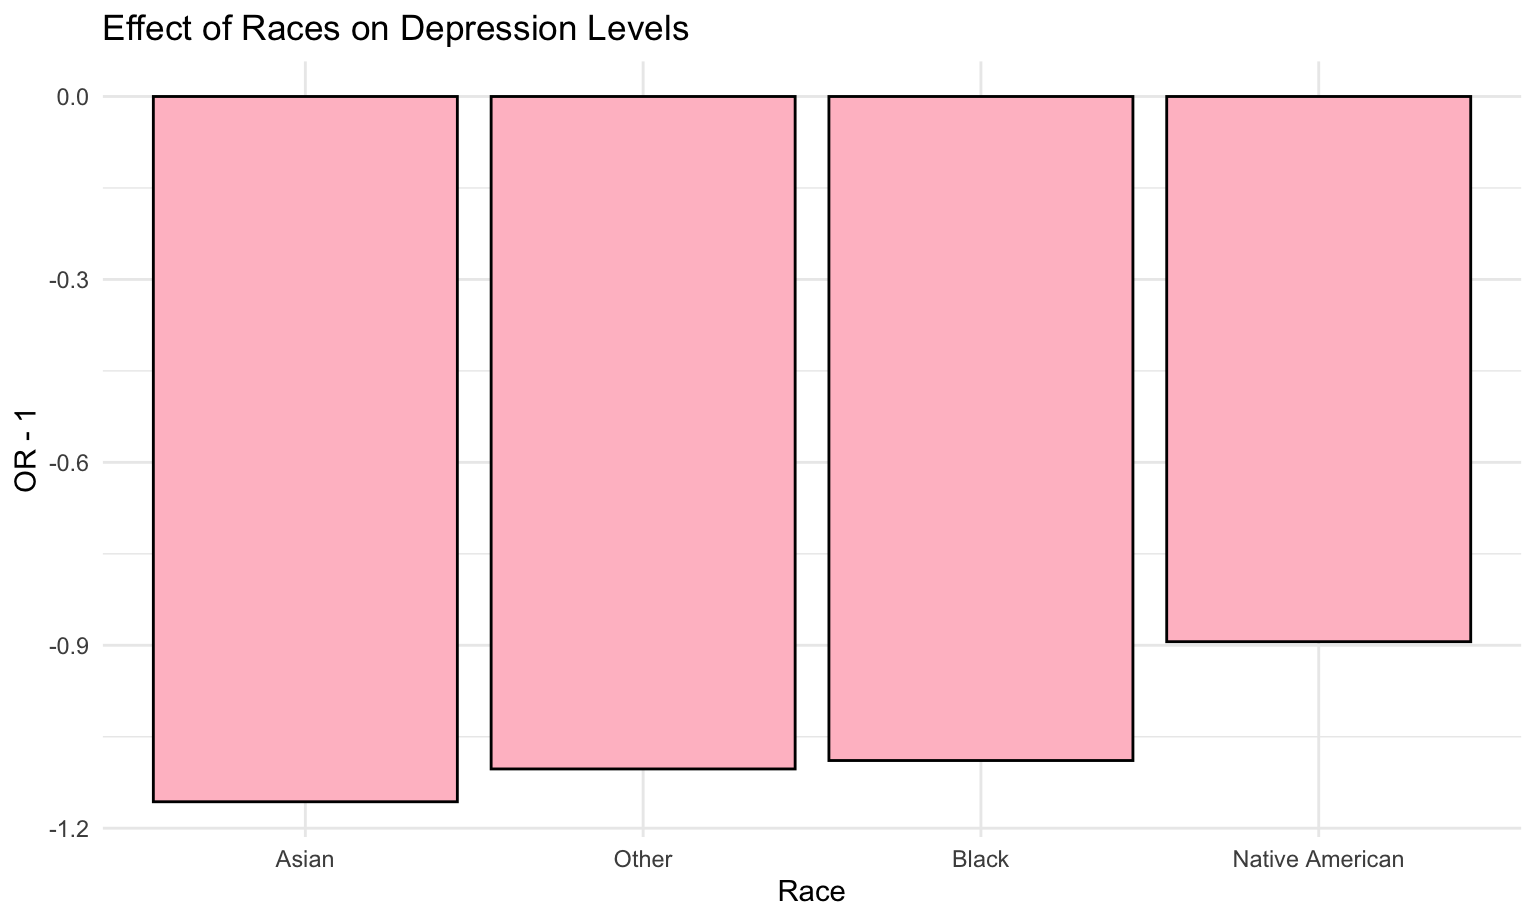 Effect of Races on Depression Levels
0.0
-0.3
-0.6
-0.9
-1.2
OR - 1
Asian
Other
Black
Native American
Race